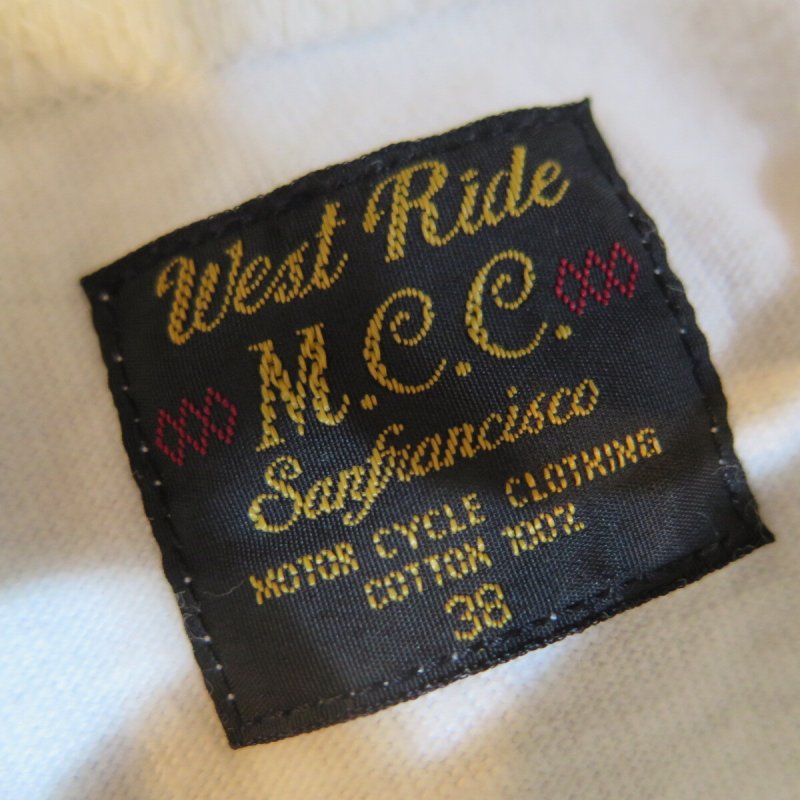 West Ride
M.C.C.
Sanfrancisco
MOTOR CYCLE CLOTHING
COTTON 100%
38